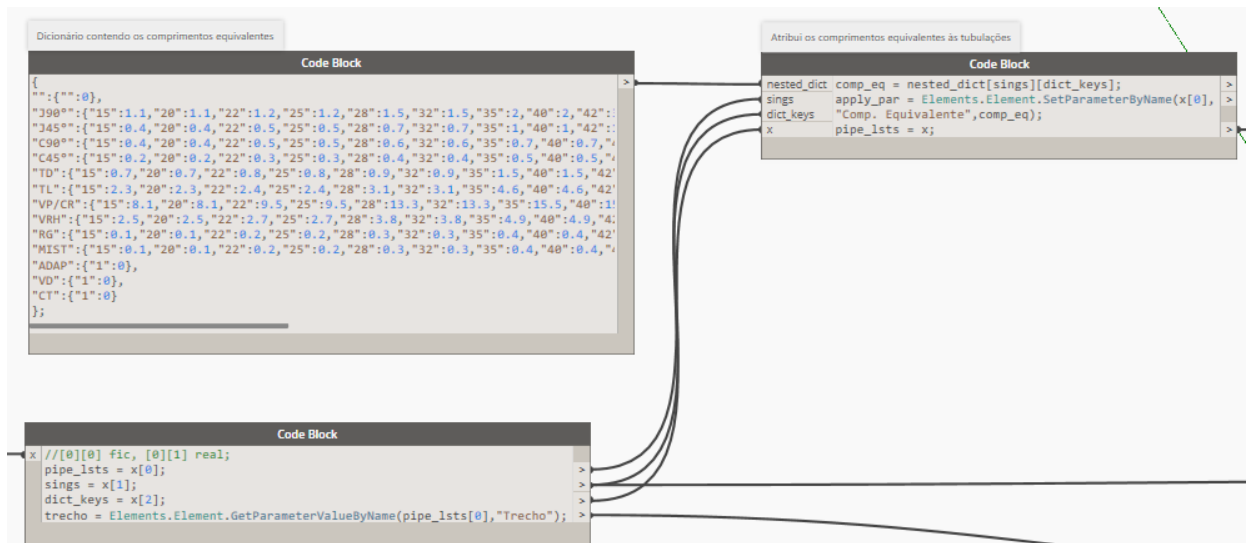 Dicionário contendo os comprimentos equivalentes
Code Block
{
"":{"":0},
"J90°":{"15":1.1,"20":1.1,"22":1.2,"25":1.2,"28":1.5,"32":1.5,"35":2,"40":2,"42":
"J45°":{"15":0.4,"20":0.4,"22":0.5,"25":0.5,"28":0.7,"32":0.7,"35":1,"40":1,"42":
"C90°":{"15":0.4,"20":0.4,"22":0.5,"25":0.5,"28":0.6,"32":0.6,"35":0.7,"40":0.7,"
"C45°":{"15":0.2,"20":0.2,"22":0.3,"25":0.3,"28":0.4,"32":0.4,"35":0.5,"40":0.5,"
"TD":{"15":0.7,"20":0.7,"22":0.8,"25":0.8,"28":0.9,"32":0.9,"35":1.5,"40":1.5,"42"
"TL":{"15":2.3,"20":2.3,"22":2.4,"25":2.4,"28":3.1,"32":3.1,"35":4.6,"40":4.6,"42"
"VP/CR":{"15":8.1,"20":8.1,"22":9.5,"25":9.5,"28":13.3,"32":13.3,"35":15.5,"40":
"VRH":{"15":2.5,"20":2.5,"22":2.7,"25":2.7,"28":3.8,"32":3.8,"35":4.9,"40":4.9,"
"RG":{"15":0.1,"20":0.1,"22":0.2,"25":0.2,"28":0.3,"32":0.3,"35":0.4,"40":0.4,"42"
"MIST":{"15":0.1,"20":0.1,"22":0.2,"25":0.2,"28":0.3,"32":0.3,"35":0.4,"40":0.4,"
"ADAP":{"1":0},
"VD":{"1":0},
"CT":{"1":0}
};
>
Atribui os comprimentos equivalentes às tubulações
Code Block
nested_dict comp_eq = nested_dict[sings][dict_keys]; >
sings apply_par = Elements.Element.SetParameterByName(x[0], >
dict_keys "Comp. Equivalente",comp_eq);
x pipe_lsts = x; >
Code Block
x //[0][0] fic, [0][1] real;
pipe_lsts = x[0]; >
sings = x[1]; >
dict_keys = x[2]; >
trecho = Elements.Element.GetParameterValueByName(pipe_lsts[0],"Trecho"); >